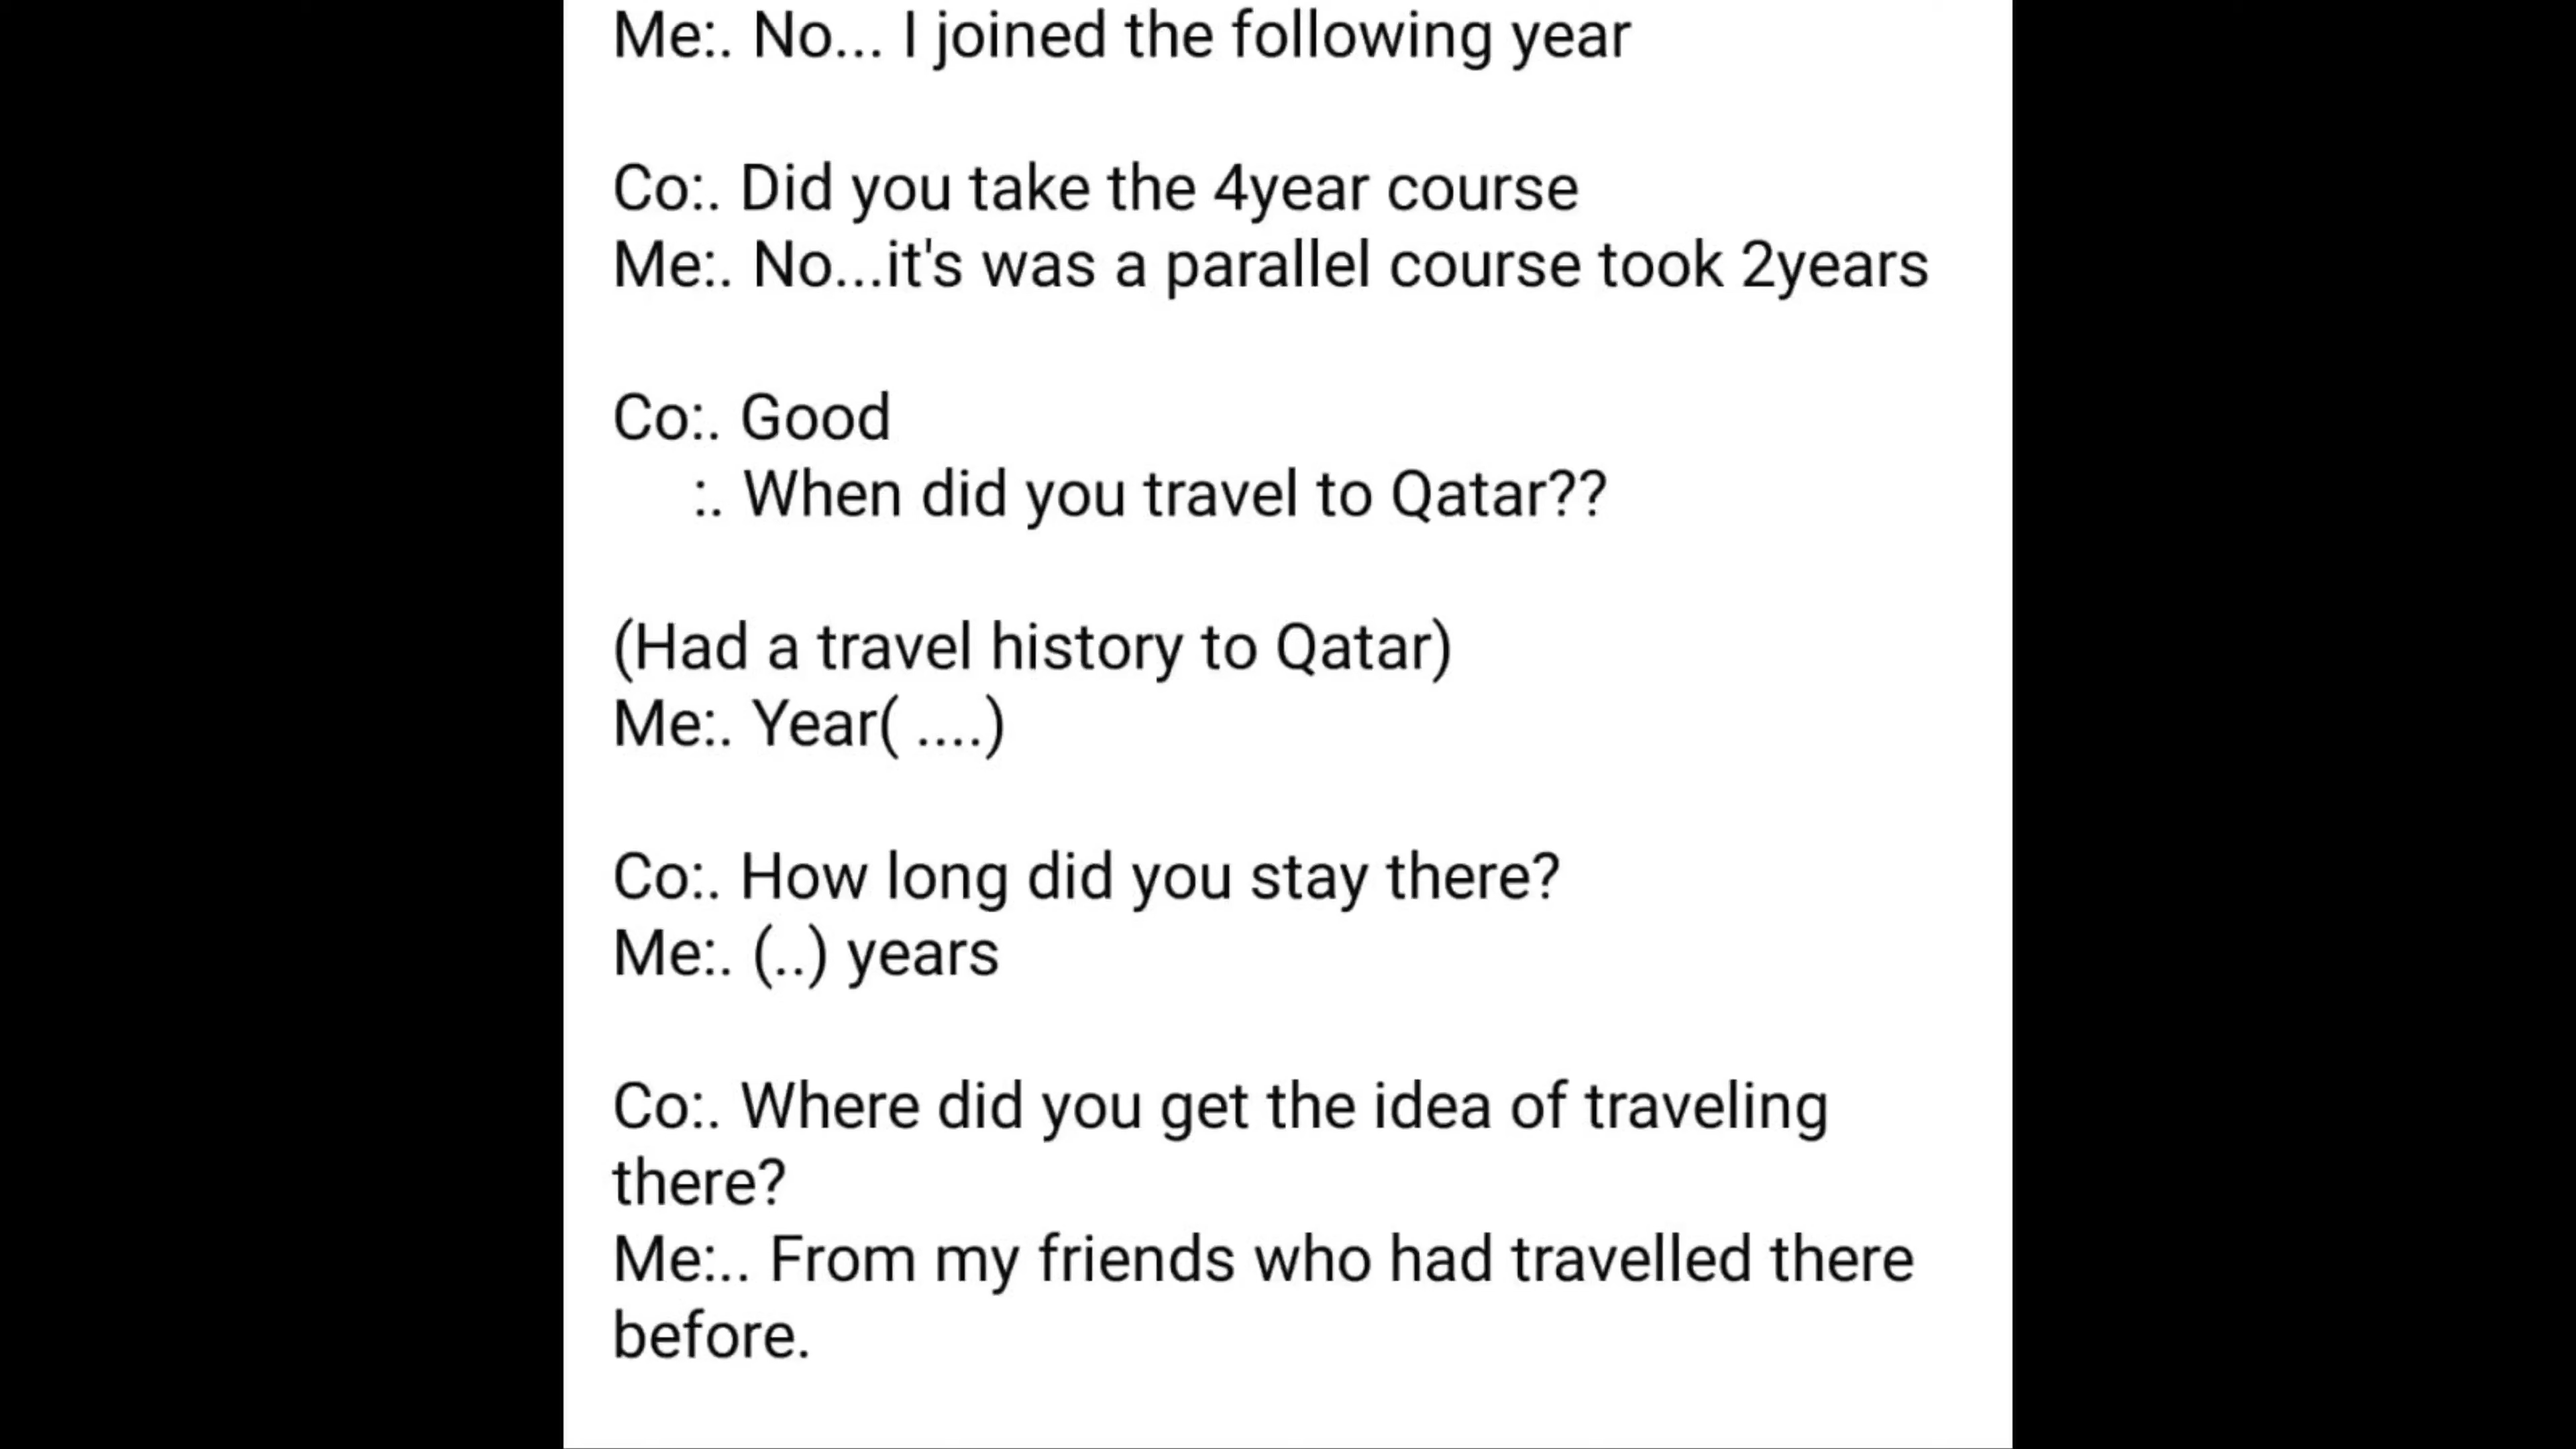 Me:. No... I joined the following year
Co:. Did you take the 4year course
Me:. No...it's was a parallel course took 2years
Co:. Good
:. When did you travel to Qatar??
(Had a travel history to Qatar)
Me:. Year( ....)
Co:. How long did you stay there?
Me:. (..) years
Co:. Where did you get the idea of traveling
there?
Me:.. From my friends who had travelled there
before.